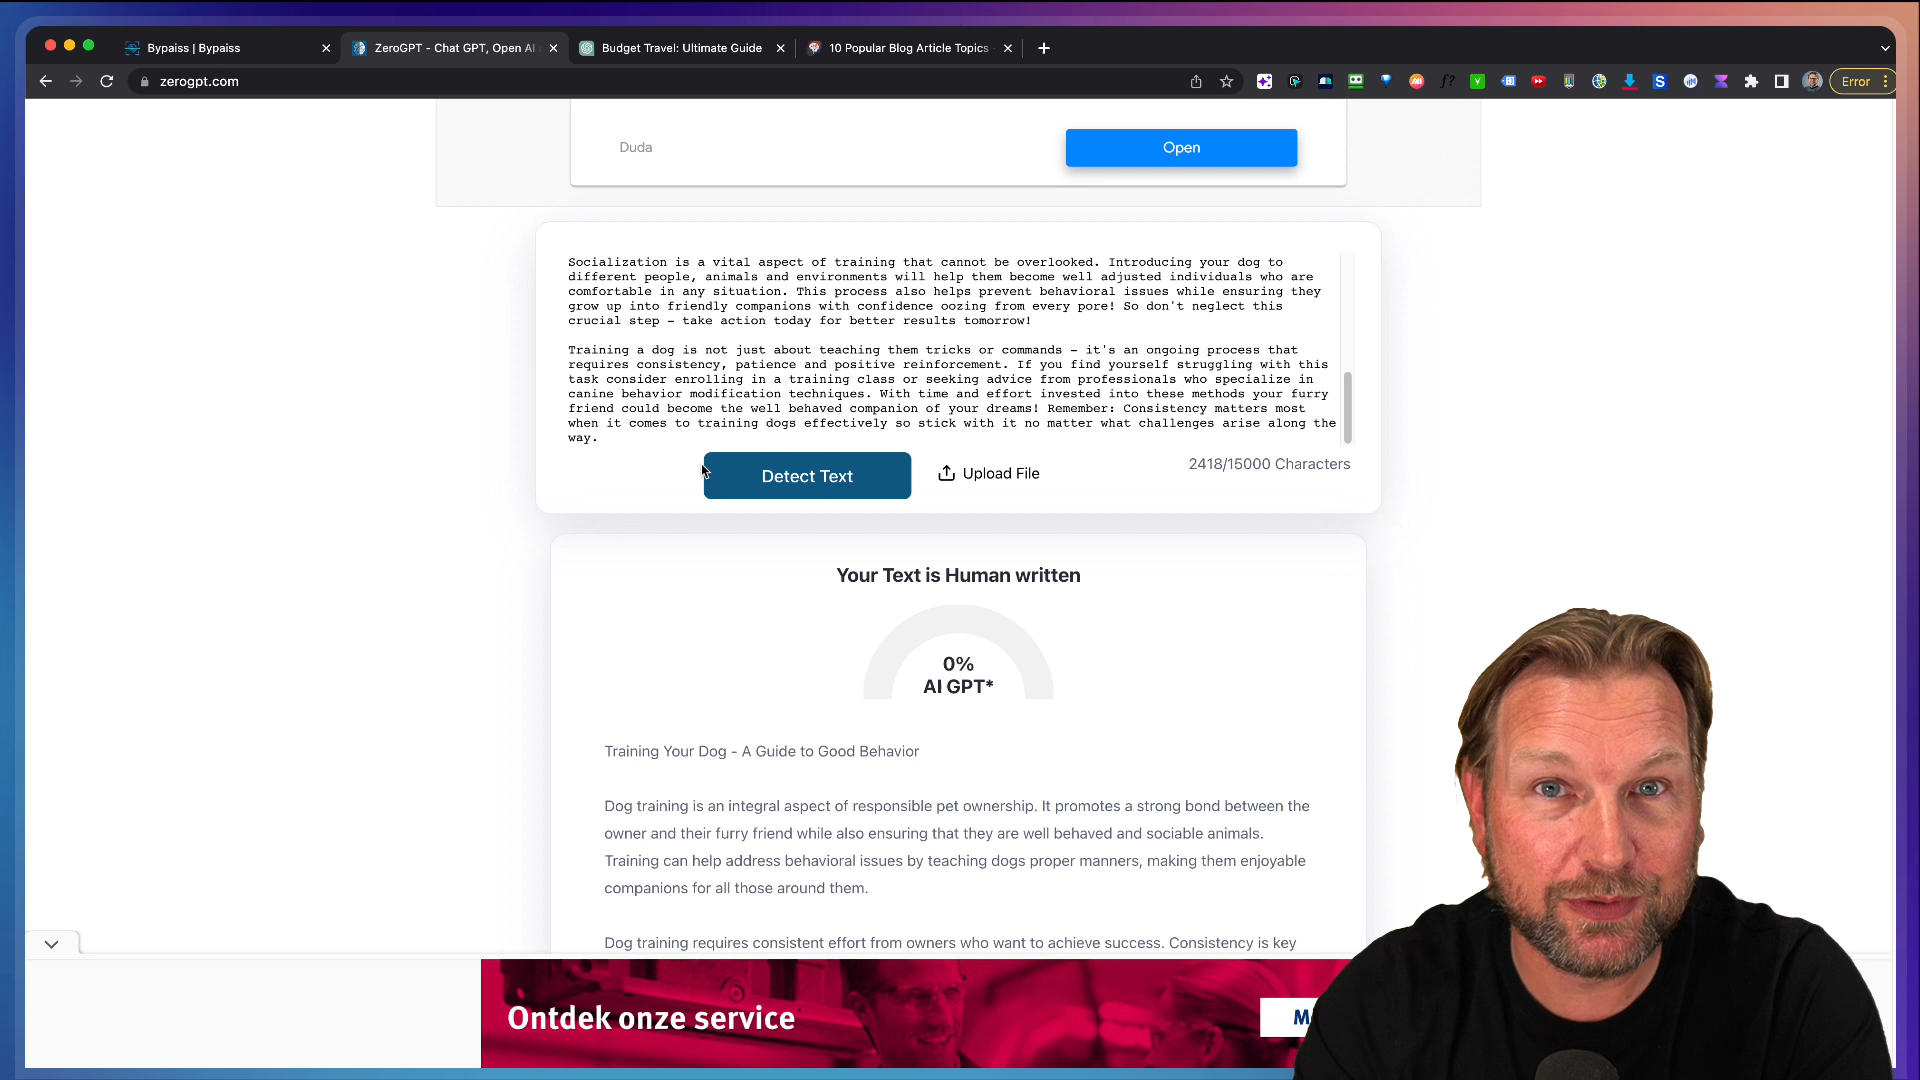 Bypaiss | Bypaiss
ZeroGPT - Chat GPT, Open AI
Budget Travel: Ultimate Guide
10 Popular Blog Article Topics
zerogpt.com
Error
Duda
Open
Socialization is a vital aspect of training that cannot be overlooked. Introducing your dog to
different people, animals and environments will help them become well adjusted individuals who are
comfortable in any situation. This process also helps prevent behavioral issues while ensuring they
grow up into friendly companions with confidence oozing from every pore! So don't neglect this
crucial step - take action today for better results tomorrow!
Training a dog is not just about teaching them tricks or commands - it's an ongoing process that
requires consistency, patience and positive reinforcement. If you find yourself struggling with this
task consider enrolling in a training class or seeking advice from professionals who specialize in
canine behavior modification techniques. With time and effort invested into these methods your furry
friend could become the well behaved companion of your dreams! Remember: Consistency matters most
when it comes to training dogs effectively so stick with it no matter what challenges arise along the
way.
Detect Text
Upload File
2418/15000 Characters
Your Text is Human written
0%
AI GPT*
Training Your Dog - A Guide to Good Behavior
Dog training is an integral aspect of responsible pet ownership. It promotes a strong bond between the
owner and their furry friend while also ensuring that they are well behaved and sociable animals.
Training can help address behavioral issues by teaching dogs proper manners, making them enjoyable
companions for all those around them.
Dog training requires consistent effort from owners who want to achieve success. Consistency is key
Ontdek onze service